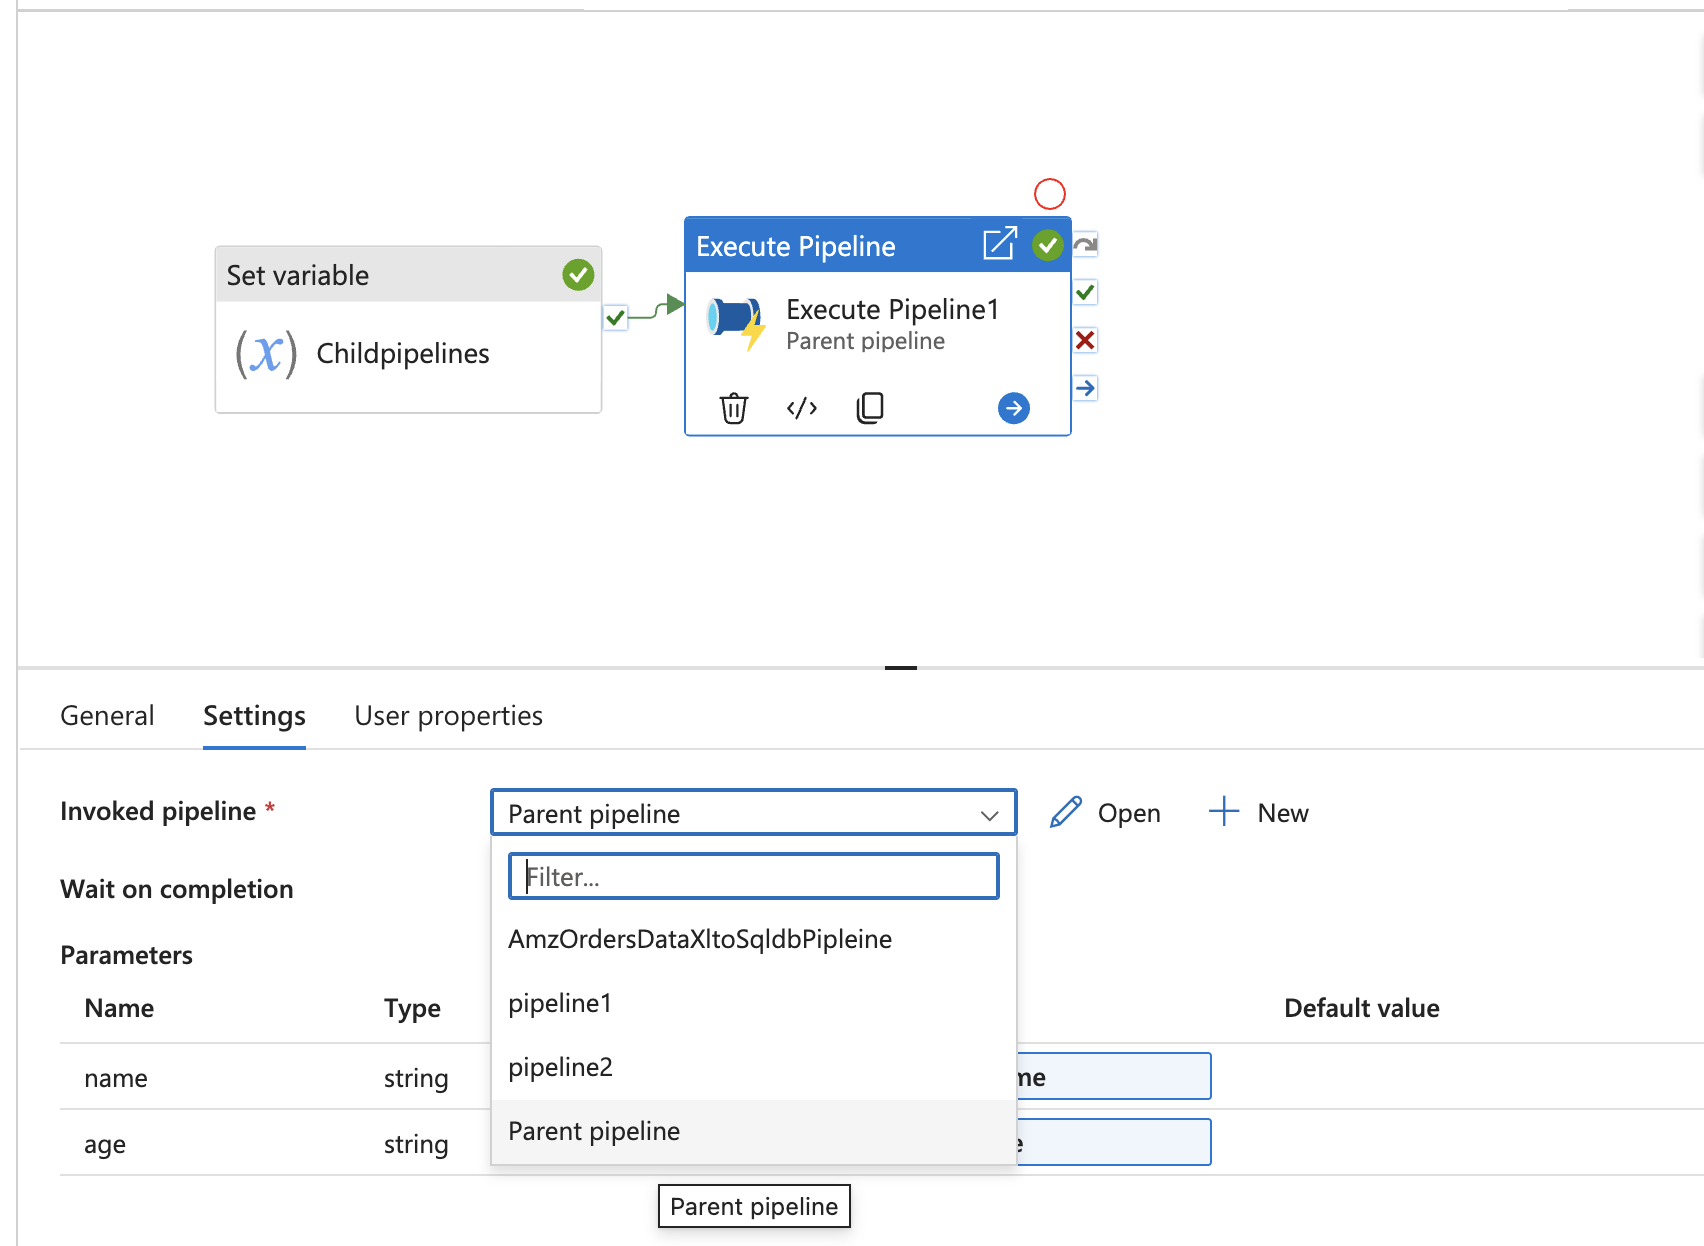 Execute Pipeline
Set variable
Execute Pipeline1
Parent pipeline
(x) Childpipelines
</>
General Settings User properties
Invoked pipeline * Parent pipeline Open New
Filter...
Wait on completion
AmzOrdersDataXltoSqldbPipleine
Parameters
pipeline1
Name Type Default value
pipeline2
name string me
Parent pipeline
age string e
Parent pipeline